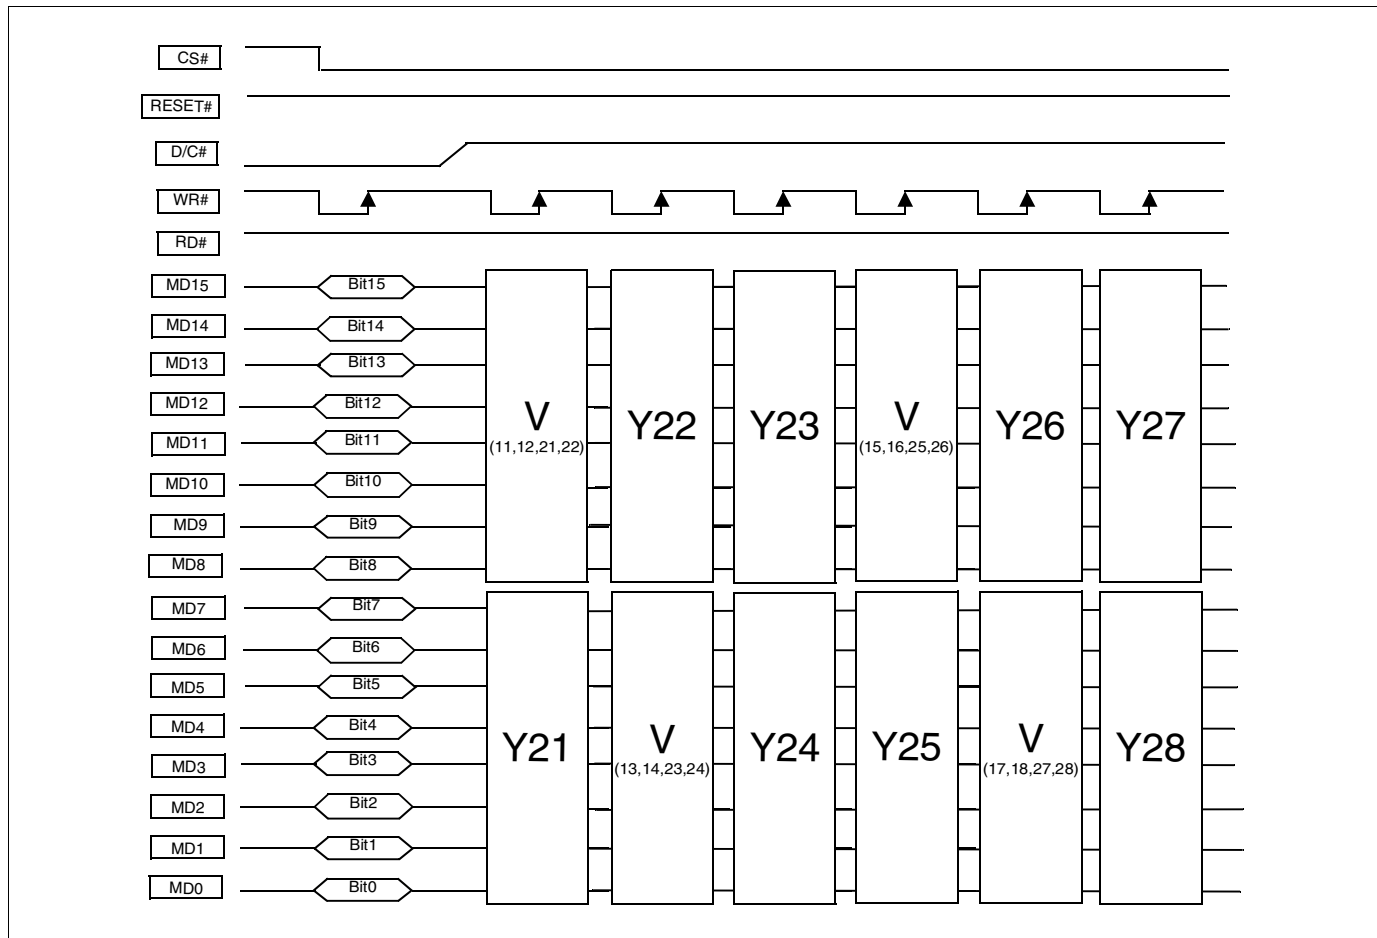 CS#
RESET#
D/C#
WR#
RD#
MD15 Bit15
MD14 Bit14
MD13 Bit13
MD12 Bit12
MD11 Bit11
MD10 Bit10
MD9 Bit9
MD8 Bit8
V Y22 Y23 V Y26 Y27
(11,12,21,22) (15,16,25,26)
MD7 Bit7
MD6 Bit6
MD5 Bit5
MD4 Bit4
MD3 Bit3
MD2 Bit2
MD1 Bit1
MD0 Bit0
Y21 V Y24 Y25 V Y28
(13,14,23,24) (17,18,27,28)